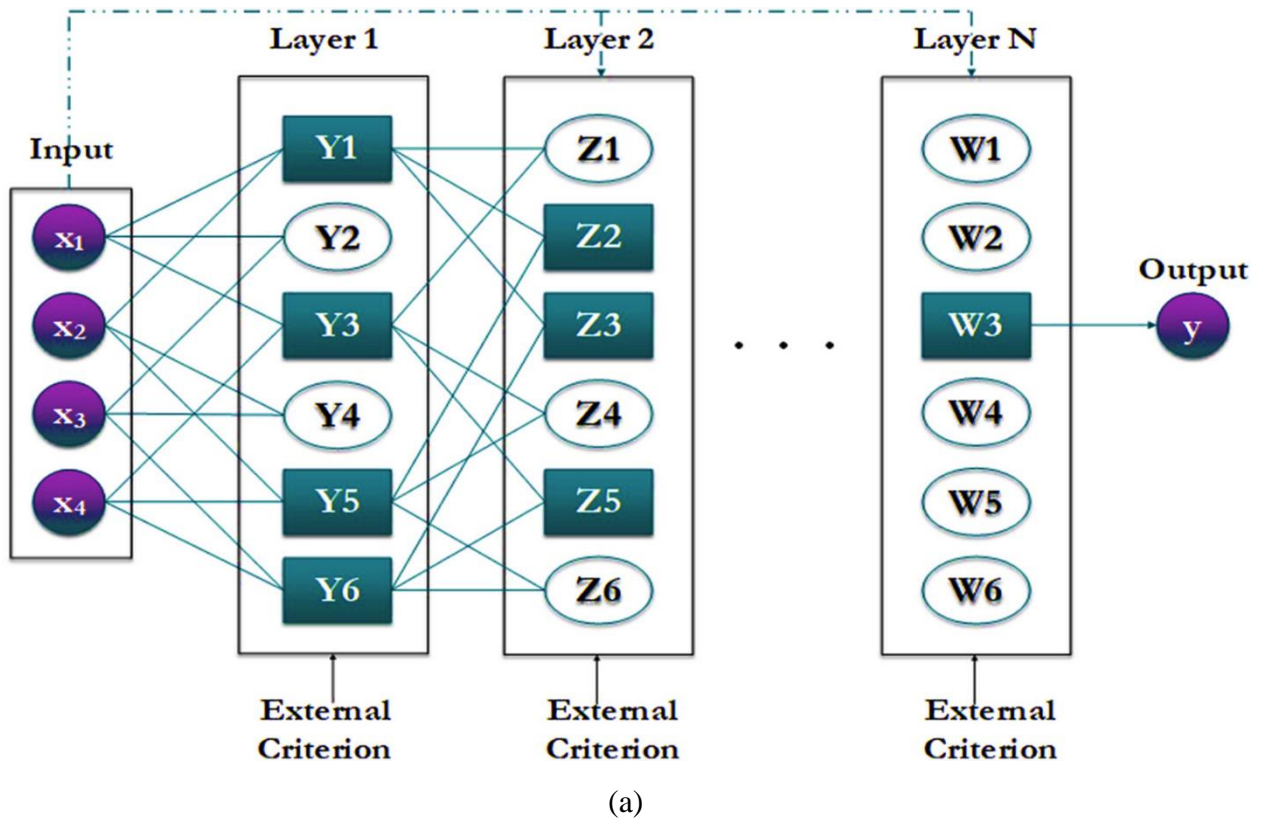 Layer 1
Layer 2
Layer N
Input
Output
x1
x2
x3
x4
Y1
Y2
Y3
Y4
Y5
Y6
Z1
Z2
Z3
Z4
Z5
Z6
. . .
W1
W2
W3
W4
W5
W6
y
External
Criterion
External
Criterion
External
Criterion
(a)